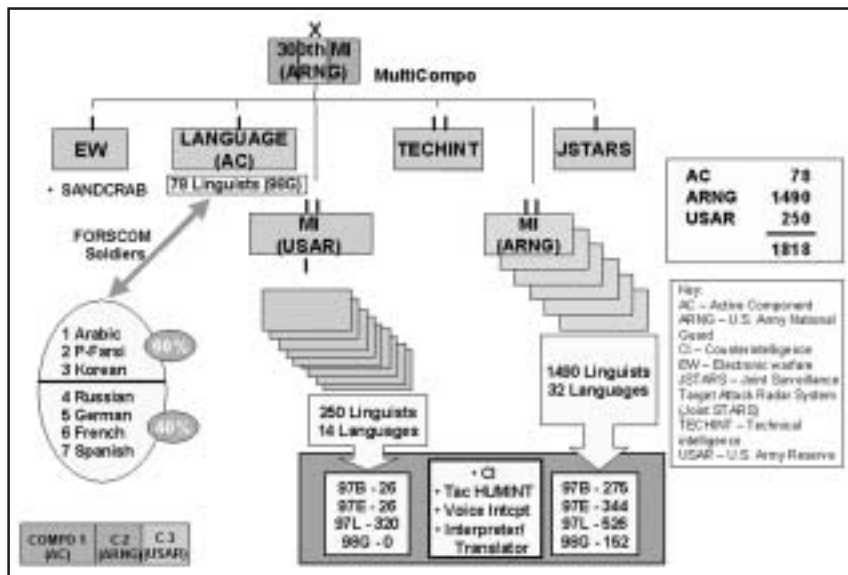 X
300th MI
(ARNG)
MultiCompo
EW
• SANDCRAB
LANGUAGE
(AC)
78 Linguists (98G)
TECHINT
JSTARS
FORSCOM
Soldiers
MI
(USAR)
MI
(ARNG)
AC 78
ARNG 1490
USAR 250
1818
1 Arabic
2 P-Farsi
3 Korean
60%
4 Russian
5 German
6 French
7 Spanish
40%
250 Linguists
14 Languages
1490 Linguists
32 Languages
Key:
AC – Active Component
ARNG – U.S. Army National
Guard
CI – Counterintelligence
EW – Electronic warfare
JSTARS – Joint Surveillance
Target Attack Radar System
(Joint STARS)
TECHINT – Technical
intelligence
USAR – U.S. Army Reserve
97B - 26
97E - 26
97L - 320
98G - 0
• CI
• Tac HUMINT
• Voice Intcpt
• Interpreter/
Translator
97B - 275
97E - 344
97L - 526
98G - 152
COMPO 1
(AC)
C.2
(ARNG)
C.3
(USAR)